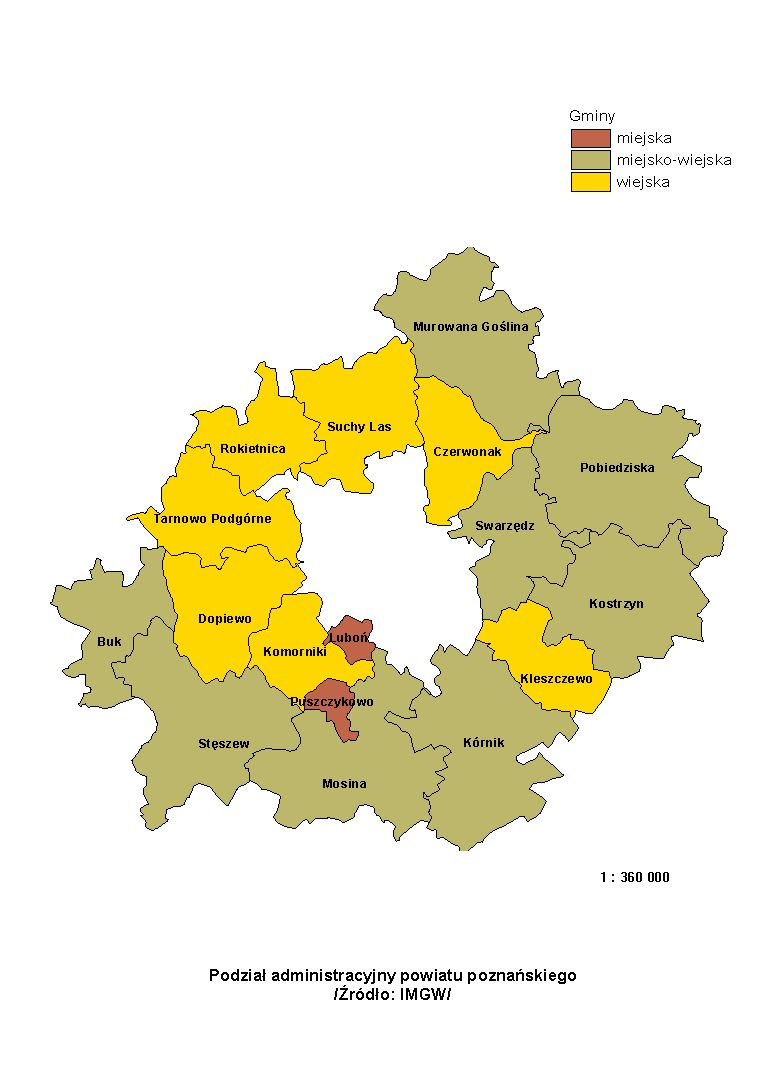 Gminy
miejska
miejsko-wiejska
wiejska
Murowana Goślina
Suchy Las
Rokietnica
Czerwonak
Pobiedziska
Tarnowo Podgórne
Swarzędz
Kostrzyn
Dopiewo
Luboń
Buk
Komorniki
Kleszczewo
Puszczykowo
Stęszew
Kórnik
Mosina
1 : 360 000
Podział administracyjny powiatu poznańskiego
/Źródło: IMGW/